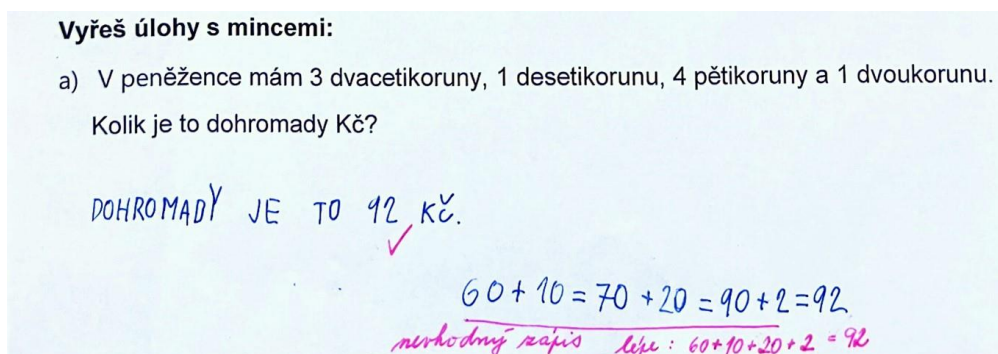 Vyřeš úlohy s mincemi:
a) V peněžence mám 3 dvacetikoruny, 1 desetikorunu, 4 pětikoruny a 1 dvoukorunu.
Kolik je to dohromady Kč?
DOHROMADY JE TO 92 KČ.
✓
60 + 10 = 70 + 20 = 90 + 2 = 92
nevhodný zápis lépe : 60 + 10 + 20 + 2 = 92